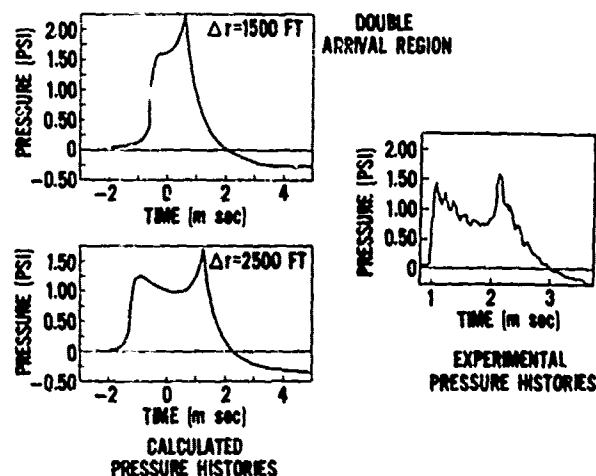 DOUBLE
ARRIVAL REGION
Δr=1500 FT
PRESSURE (PSI)
2.00
1.50
1.00
0.50
0
-0.50
-2 0 2 4
TIME (m sec)
Δr=2500 FT
PRESSURE (PSI)
1.50
1.00
0.50
0
-0.50
-2 0 2 4
TIME (m sec)
CALCULATED
PRESSURE HISTORIES
PRESSURE (PSI)
2.00
1.50
1.00
0.50
0
1 2 3
TIME (m sec)
EXPERIMENTAL
PRESSURE HISTORIES